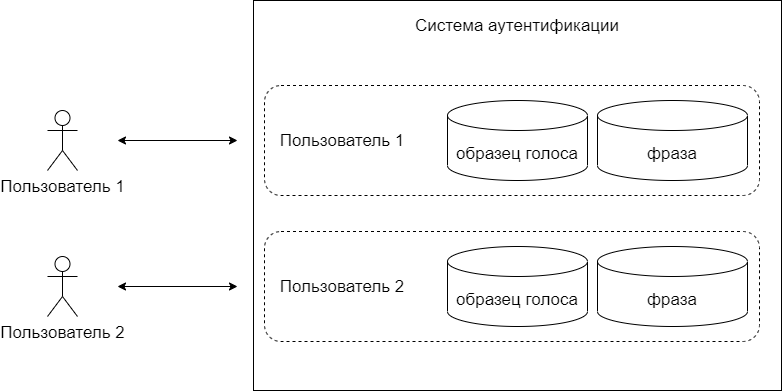 Система аутентификации
Пользователь 1
Пользователь 1
образец голоса
фраза
Пользователь 2
Пользователь 2
образец голоса
фраза